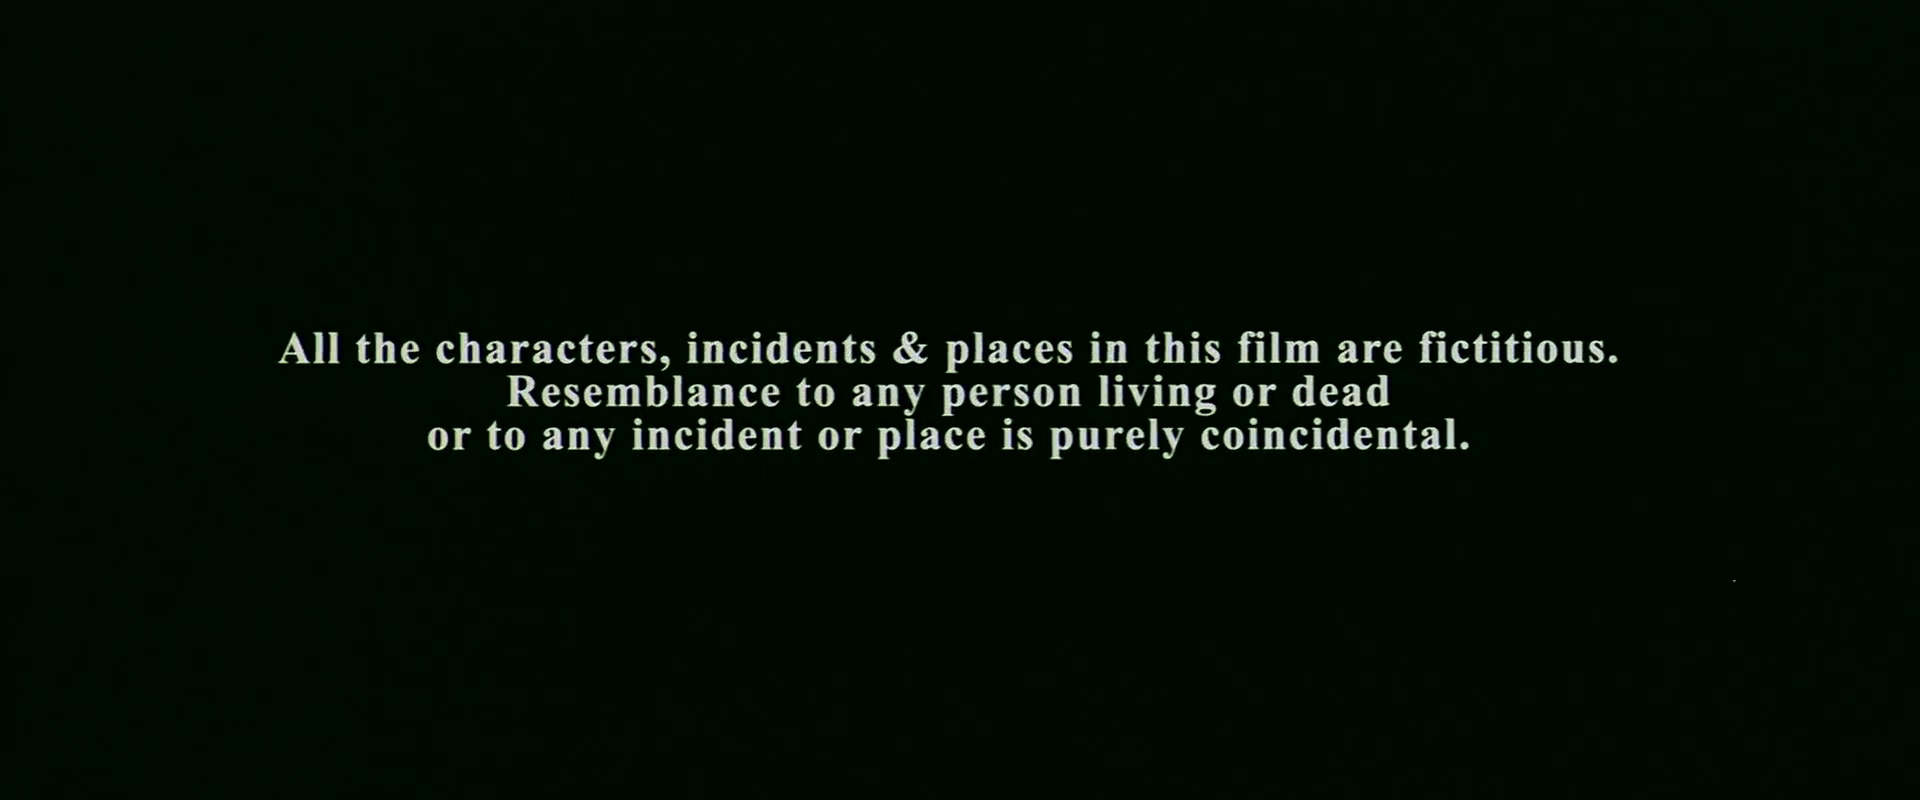 All the characters, incidents & places in this film are fictitious.
Resemblance to any person living or dead
or to any incident or place is purely coincidental.